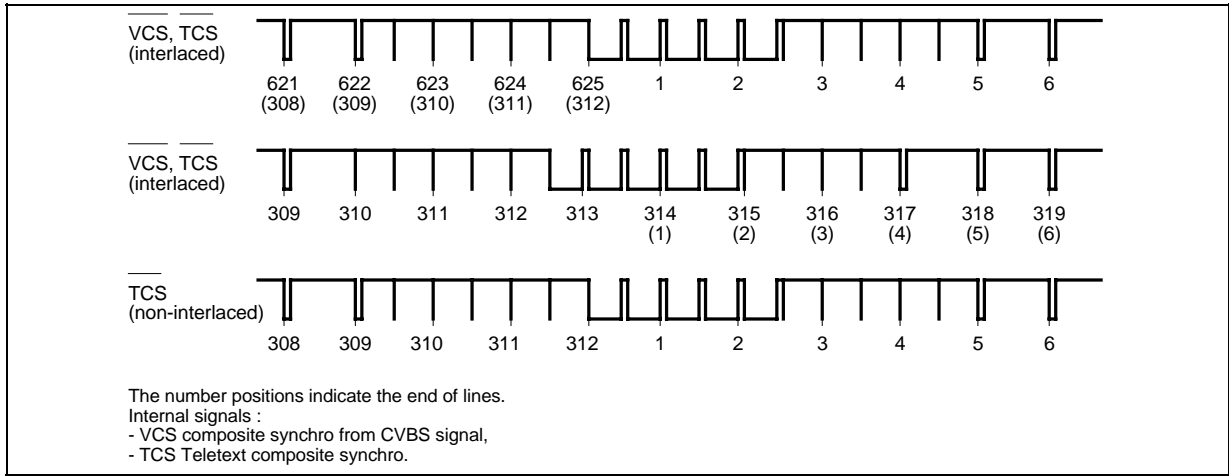 VCS, TCS
(interlaced)
621 622 623 624 625 1 2 3 4 5 6
(308) (309) (310) (311) (312)
VCS, TCS
(interlaced)
309 310 311 312 313 314 315 316 317 318 319
(1) (2) (3) (4) (5) (6)
TCS
(non-interlaced)
308 309 310 311 312 1 2 3 4 5 6
The number positions indicate the end of lines.
Internal signals :
- VCS composite synchro from CVBS signal,
- TCS Teletext composite synchro.